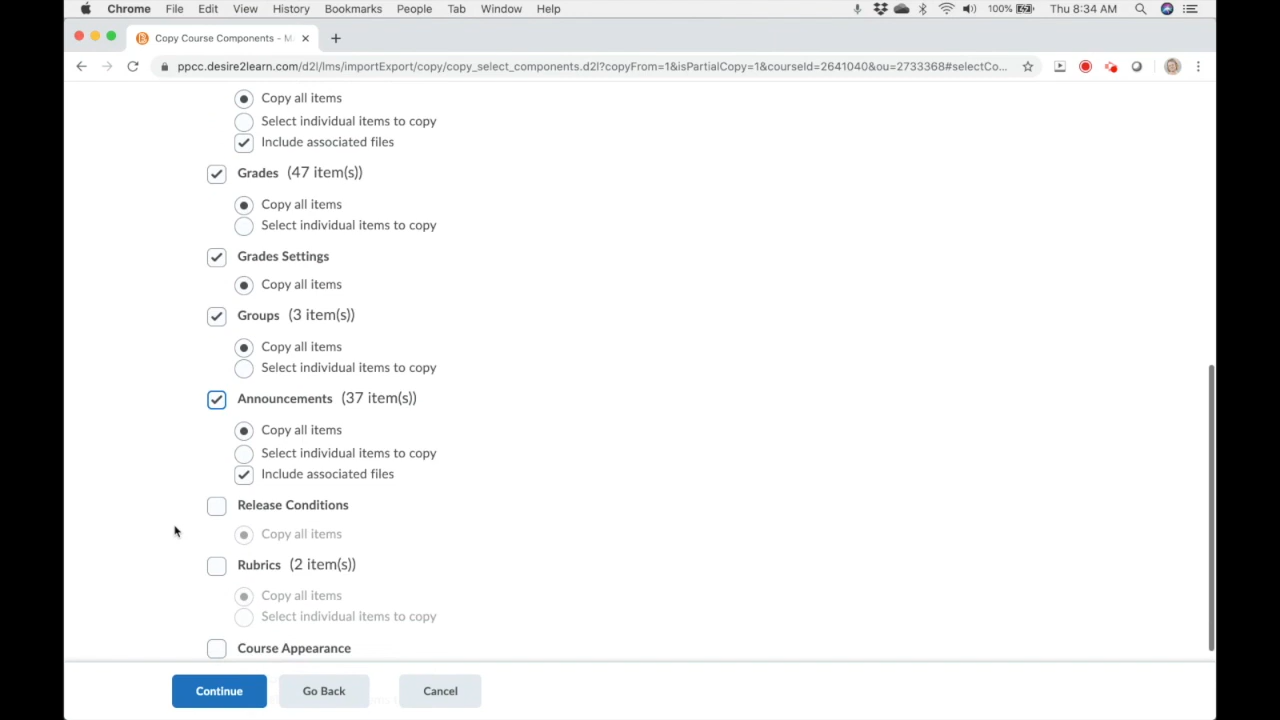 Chrome File Edit View History Bookmarks People Tab Window Help 100% Thu 8:34 AM
Copy Course Components - M
ppcc.desire2learn.com/d2l/lms/importExport/copy/copy_select_components.d2l?copyFrom=1&isPartialCopy=1&courseId=2641040&ou=2733368#selectCo...
Copy all items
Select individual items to copy
Include associated files
Grades (47 item(s))
Copy all items
Select individual items to copy
Grades Settings
Copy all items
Groups (3 item(s))
Copy all items
Select individual items to copy
Announcements (37 item(s))
Copy all items
Select individual items to copy
Include associated files
Release Conditions
Copy all items
Rubrics (2 item(s))
Copy all items
Select individual items to copy
Course Appearance
Continue Go Back Cancel